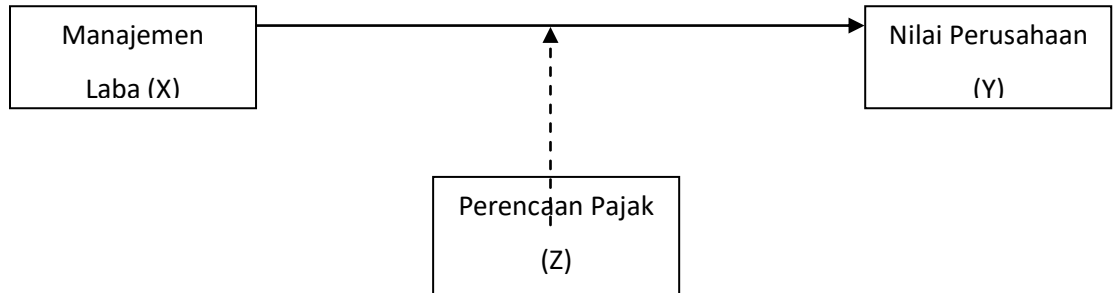 Manajemen
Laba (X)
Nilai Perusahaan
(Y)
Perencaan Pajak
(Z)